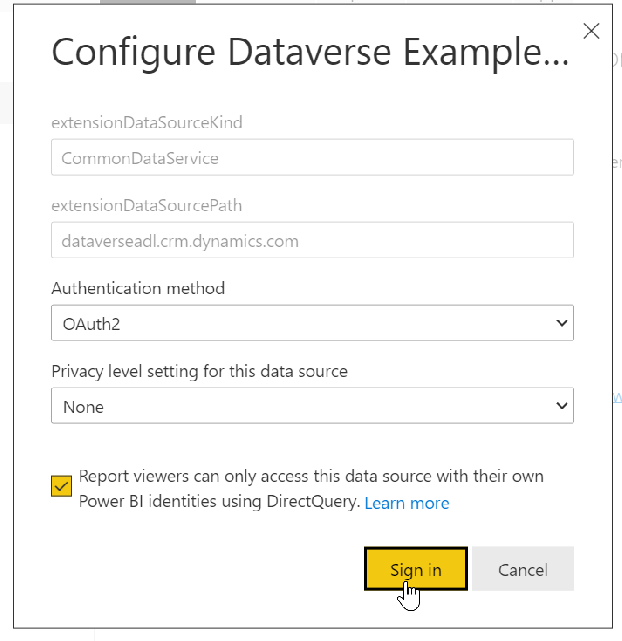 Configure Dataverse Example...
extensionDataSourceKind
CommonDataService
extensionDataSourcePath
dataverseadl.crm.dynamics.com
Authentication method
OAuth2
Privacy level setting for this data source
None
Report viewers can only access this data source with their own
Power BI identities using DirectQuery. Learn more
Sign in
Cancel